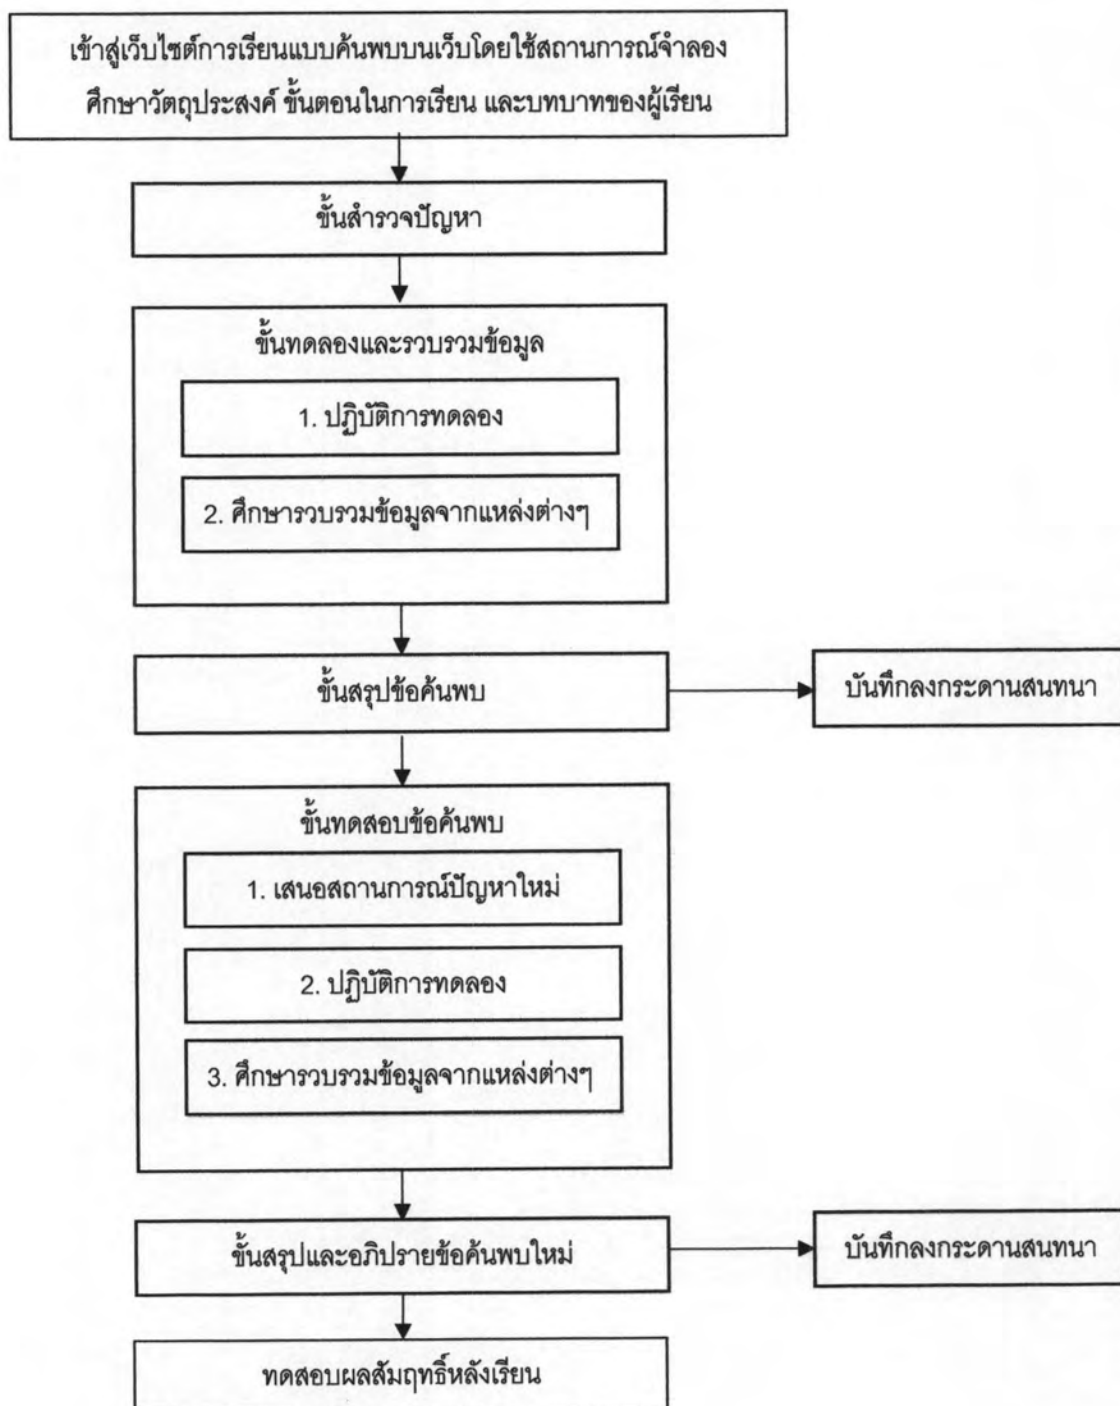 เข้าสู่เว็บไซต์การเรียนแบบค้นพบบนเว็บโดยใช้สถานการณ์จำลอง
ศึกษาวัตถุประสงค์ ขั้นตอนในการเรียน และบทบาทของผู้เรียน
ขั้นสำรวจปัญหา
ขั้นทดลองและรวบรวมข้อมูล
1. ปฏิบัติการทดลอง
2. ศึกษารวบรวมข้อมูลจากแหล่งต่างๆ
ขั้นสรุปข้อค้นพบ
บันทึกลงกระดานสนทนา
ขั้นทดสอบข้อค้นพบ
1. เสนอสถานการณ์ปัญหาใหม่
2. ปฏิบัติการทดลอง
3. ศึกษารวบรวมข้อมูลจากแหล่งต่างๆ
ขั้นสรุปและอภิปรายข้อค้นพบใหม่
บันทึกลงกระดานสนทนา
ทดสอบผลสัมฤทธิ์หลังเรียน